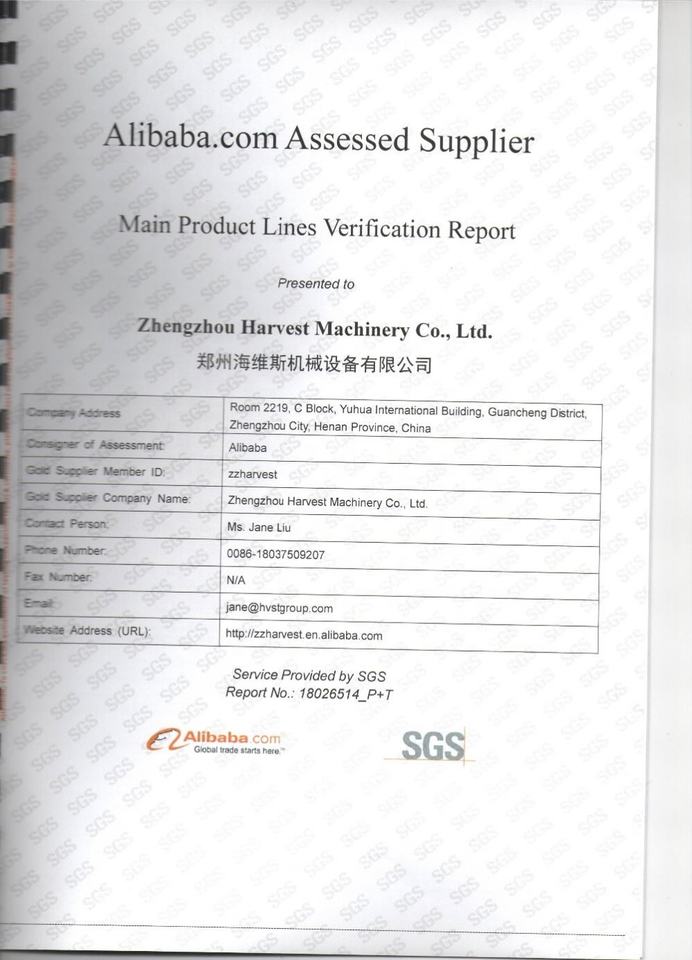 Alibaba.com Assessed Supplier
Main Product Lines Verification Report
Presented to
Zhengzhou Harvest Machinery Co., Ltd.
郑州海维斯机械设备有限公司
Company Address
Room 2219, C Block, Yuhua International Building, Guancheng District,
Zhengzhou City, Henan Province, China
Consigner of Assessment:
Alibaba
Gold Supplier Member ID:
zzharvest
Gold Supplier Company Name:
Zhengzhou Harvest Machinery Co., Ltd.
Contact Person:
Ms. Jane Liu
Phone Number:
0086-18037509207
Fax Number:
N/A
Email:
jane@hvstgroup.com
Website Address (URL):
http://zzharvest.en.alibaba.com
Service Provided by SGS
Report No.: 18026514_P+T
Alibaba.com
Global trade starts here.™
SGS